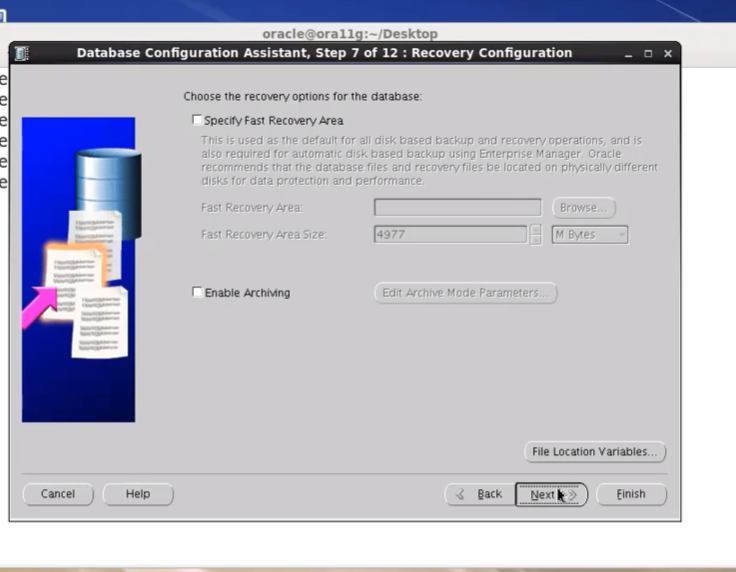 oracle@ora11g:~/Desktop
Database Configuration Assistant, Step 7 of 12 : Recovery Configuration
Choose the recovery options for the database:
Specify Fast Recovery Area
This is used as the default for all disk based backup and recovery operations, and is
also required for automatic disk based backup using Enterprise Manager. Oracle
recommends that the database files and recovery files be located on physically different
disks for data protection and performance.
Fast Recovery Area:
Browse...
Fast Recovery Area Size:
4977
M Bytes
Enable Archiving
Edit Archive Mode Parameters...
File Location Variables...
Cancel
Help
Back
Next
Finish